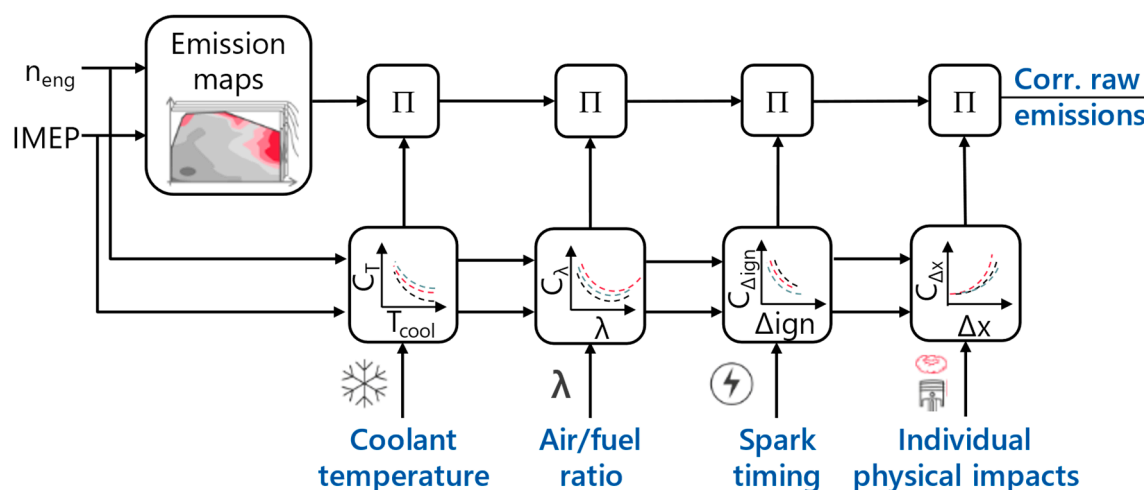 Emission
maps
n_eng
IMEP
Π
Π
Π
Π
Corr. raw
emissions
C_T
T_cool
C_λ
λ
C_Δign
Δign
C_Δx
Δx
λ
Coolant
temperature
Air/fuel
ratio
Spark
timing
Individual
physical impacts